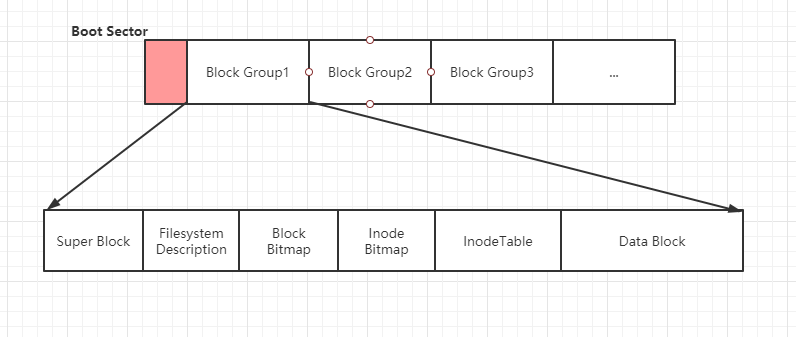 Boot Sector
Block Group1
Block Group2
Block Group3
...
Super Block
Filesystem
Description
Block
Bitmap
Inode
Bitmap
InodeTable
Data Block